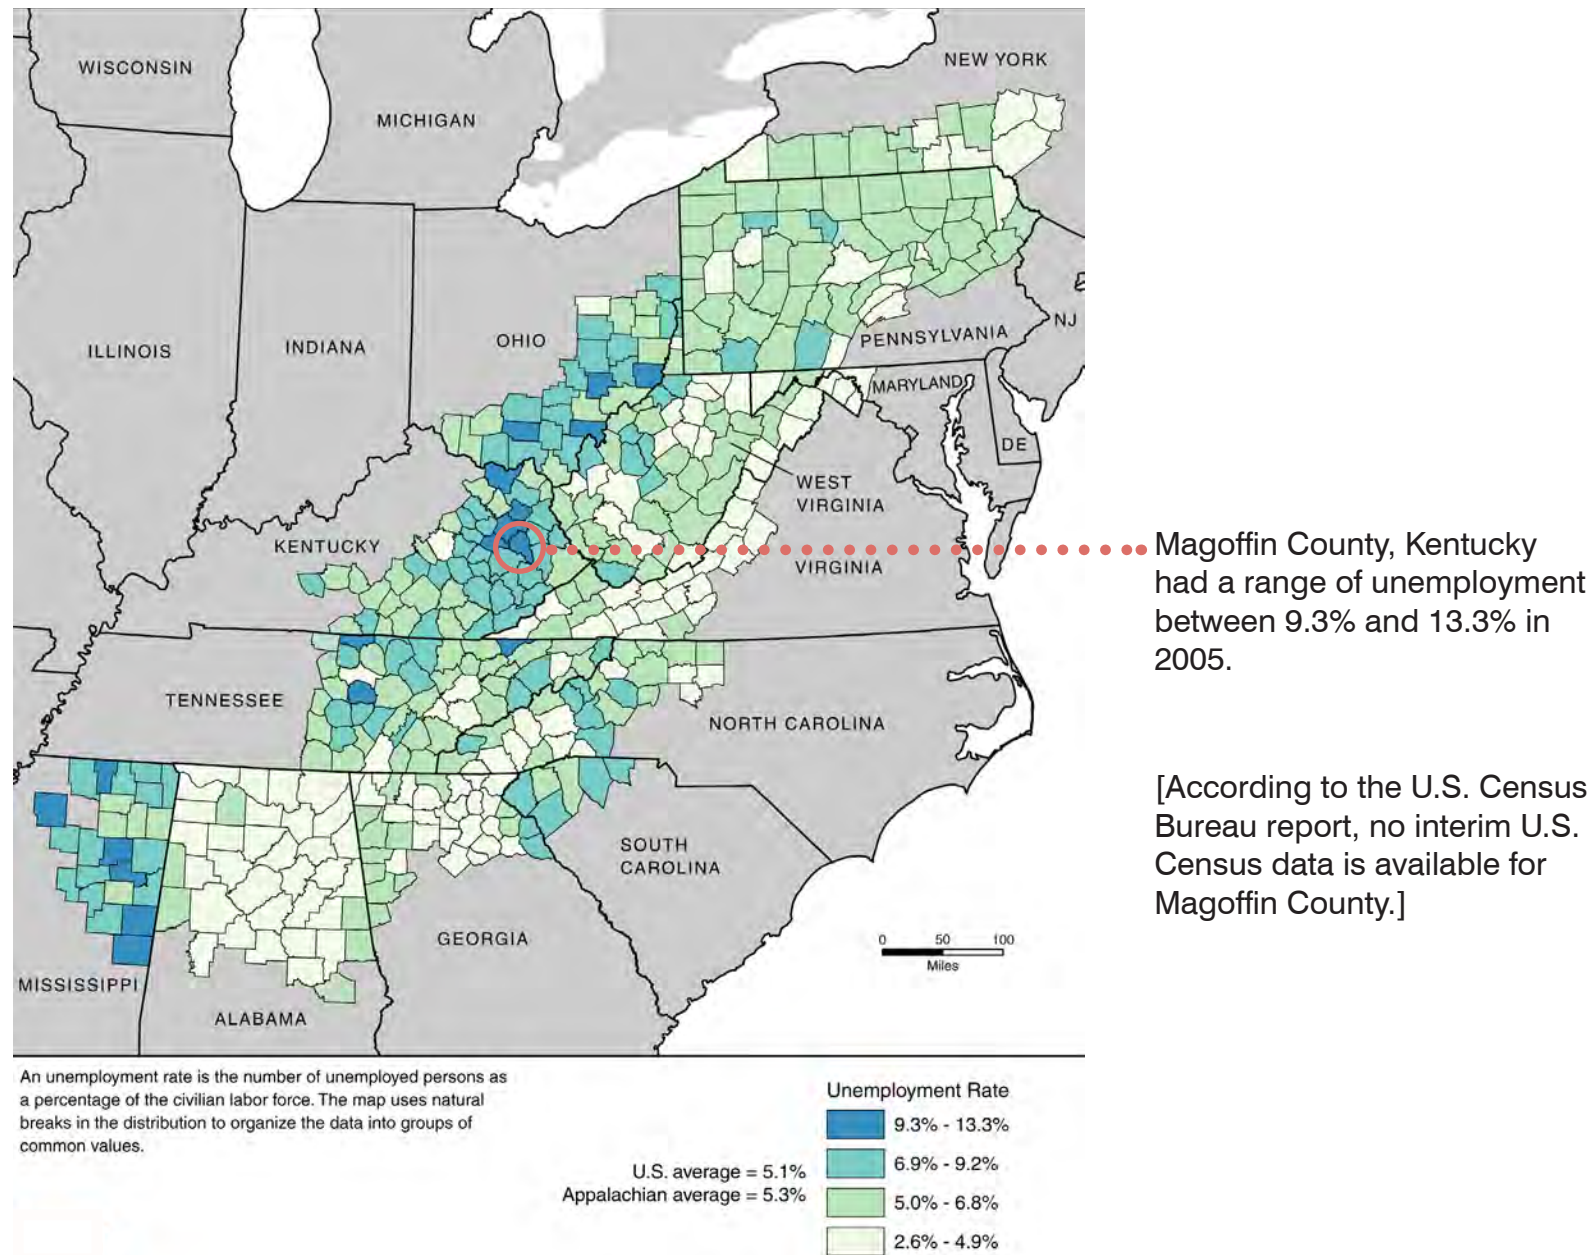 WISCONSIN
MICHIGAN
NEW YORK
ILLINOIS
INDIANA
OHIO
PENNSYLVANIA
NJ
MARYLAND
DE
WEST
VIRGINIA
KENTUCKY
VIRGINIA
Magoffin County, Kentucky
had a range of unemployment
between 9.3% and 13.3% in
2005.
TENNESSEE
NORTH CAROLINA
[According to the U.S. Census
Bureau report, no interim U.S.
Census data is available for
Magoffin County.]
SOUTH
CAROLINA
GEORGIA
MISSISSIPPI
ALABAMA
0 50 100
Miles
An unemployment rate is the number of unemployed persons as
a percentage of the civilian labor force. The map uses natural
breaks in the distribution to organize the data into groups of
common values.
U.S. average = 5.1%
Appalachian average = 5.3%
Unemployment Rate
9.3% - 13.3%
6.9% - 9.2%
5.0% - 6.8%
2.6% - 4.9%